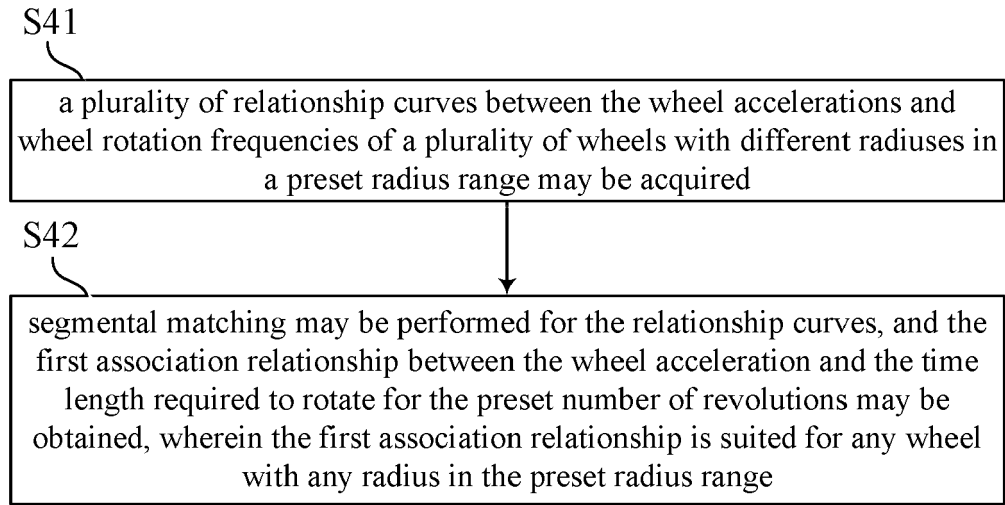 S41
a plurality of relationship curves between the wheel accelerations and
wheel rotation frequencies of a plurality of wheels with different radiuses in
a preset radius range may be acquired
S42
segmental matching may be performed for the relationship curves, and the
first association relationship between the wheel acceleration and the time
length required to rotate for the preset number of revolutions may be
obtained, wherein the first association relationship is suited for any wheel
with any radius in the preset radius range